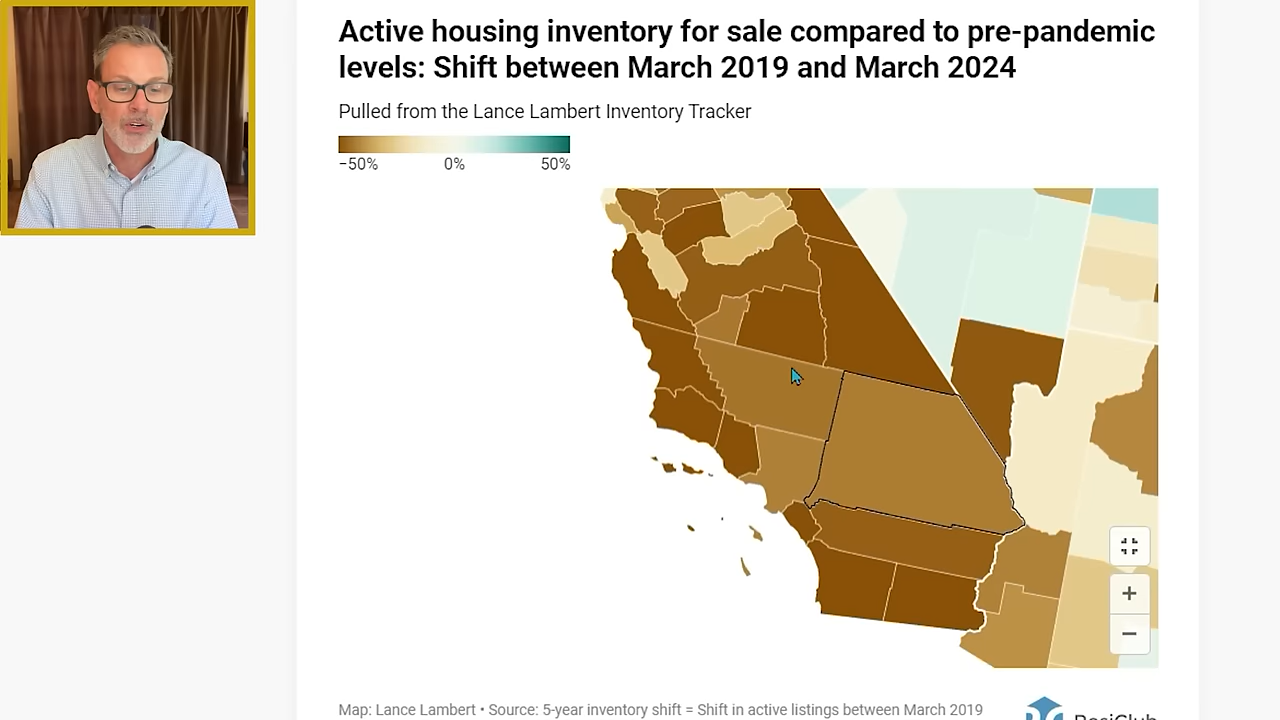 Active housing inventory for sale compared to pre-pandemic
levels: Shift between March 2019 and March 2024
Pulled from the Lance Lambert Inventory Tracker
−50% 0% 50%
Map: Lance Lambert • Source: 5-year inventory shift = Shift in active listings between March 2019